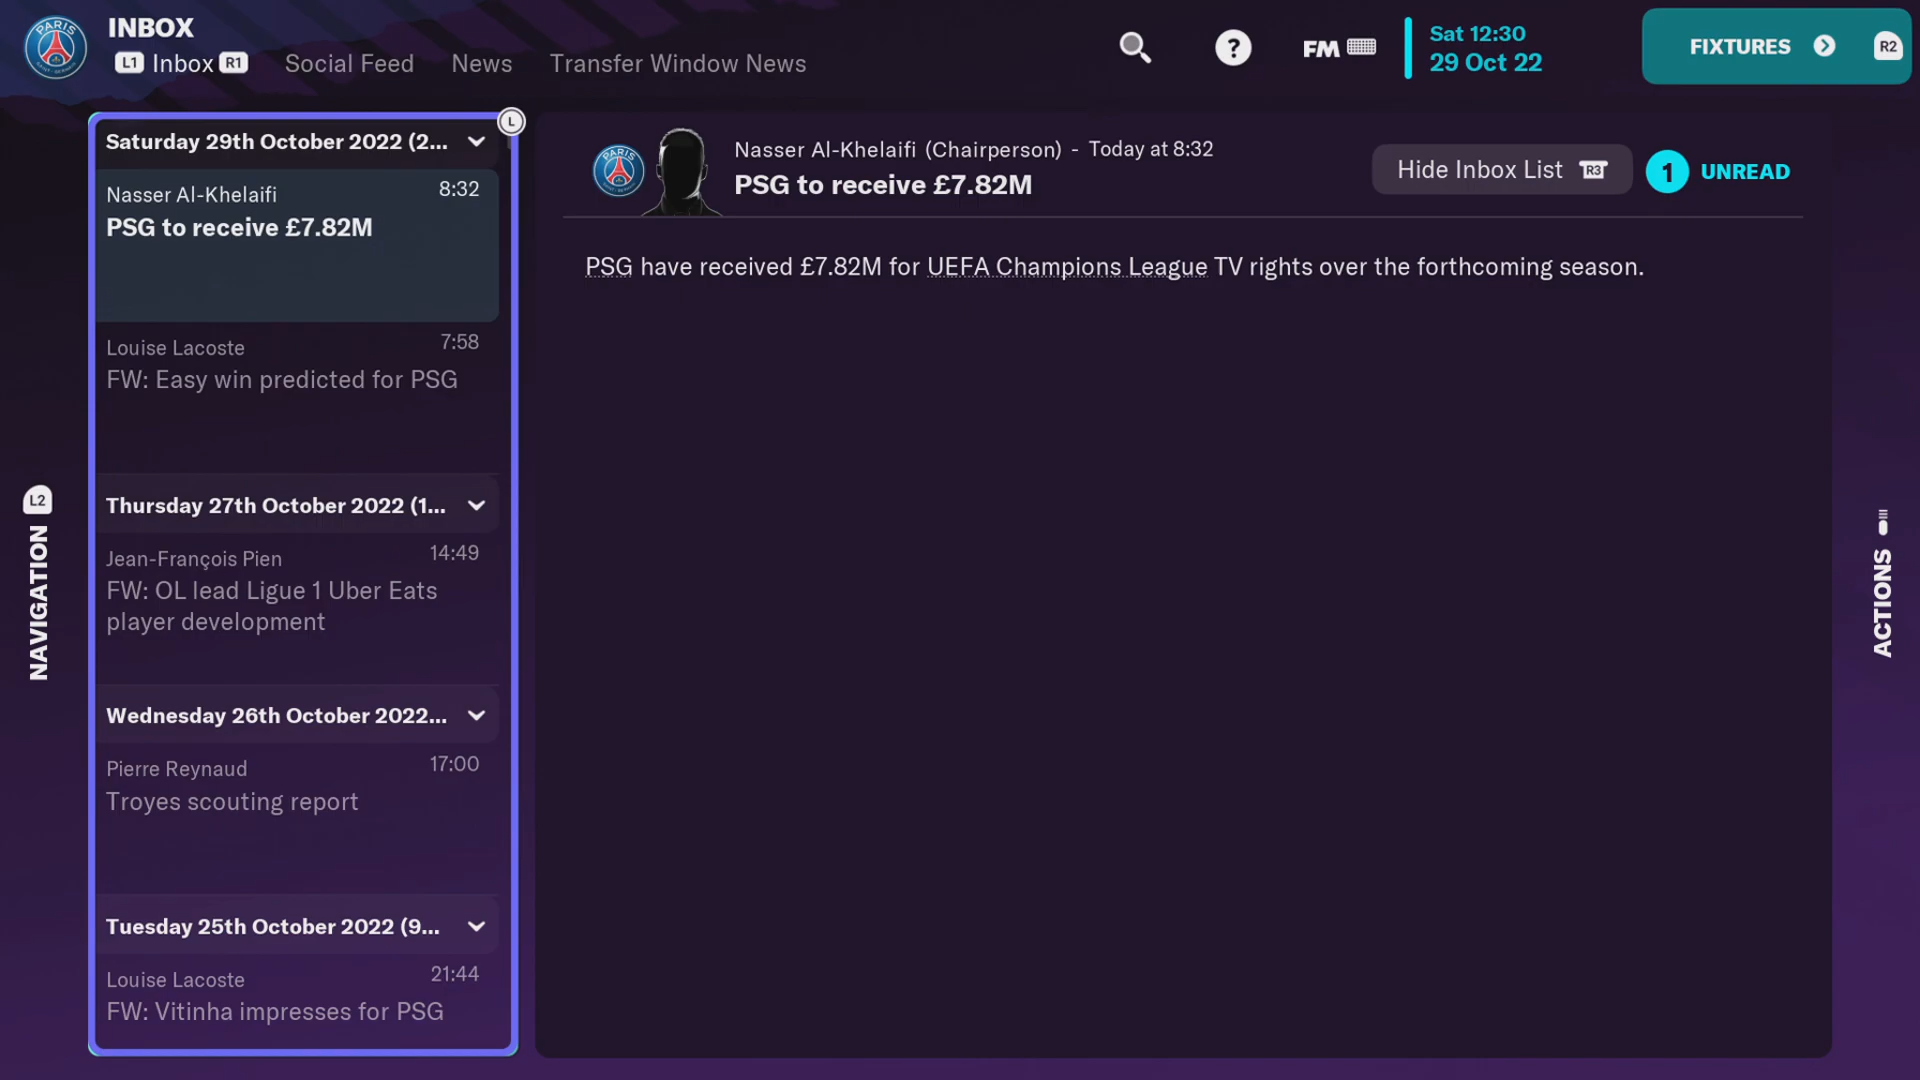 INBOX
L1 Inbox R1 Social Feed News Transfer Window News
FM
Sat 12:30
29 Oct 22
FIXTURES R2
L
Saturday 29th October 2022 (2...
Nasser Al-Khelaifi 8:32
PSG to receive £7.82M
Louise Lacoste 7:58
FW: Easy win predicted for PSG
Thursday 27th October 2022 (1...
Jean-François Pien 14:49
FW: OL lead Ligue 1 Uber Eats
player development
Wednesday 26th October 2022...
Pierre Reynaud 17:00
Troyes scouting report
Tuesday 25th October 2022 (9...
Louise Lacoste 21:44
FW: Vitinha impresses for PSG
PARIS
Nasser Al-Khelaifi (Chairperson) - Today at 8:32
PSG to receive £7.82M
Hide Inbox List R3
1 UNREAD
PSG have received £7.82M for UEFA Champions League TV rights over the forthcoming season.
L2
NAVIGATION
ACTIONS
PARIS
?